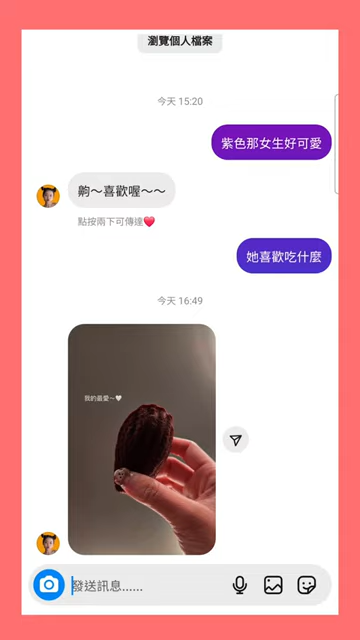 瀏覽個人檔案
今天 15:20
紫色那女生好可愛
齁～喜歡喔～～
點按兩下可傳達❤️
她喜歡吃什麼
今天 16:49
我的最愛～🤍
發送訊息......